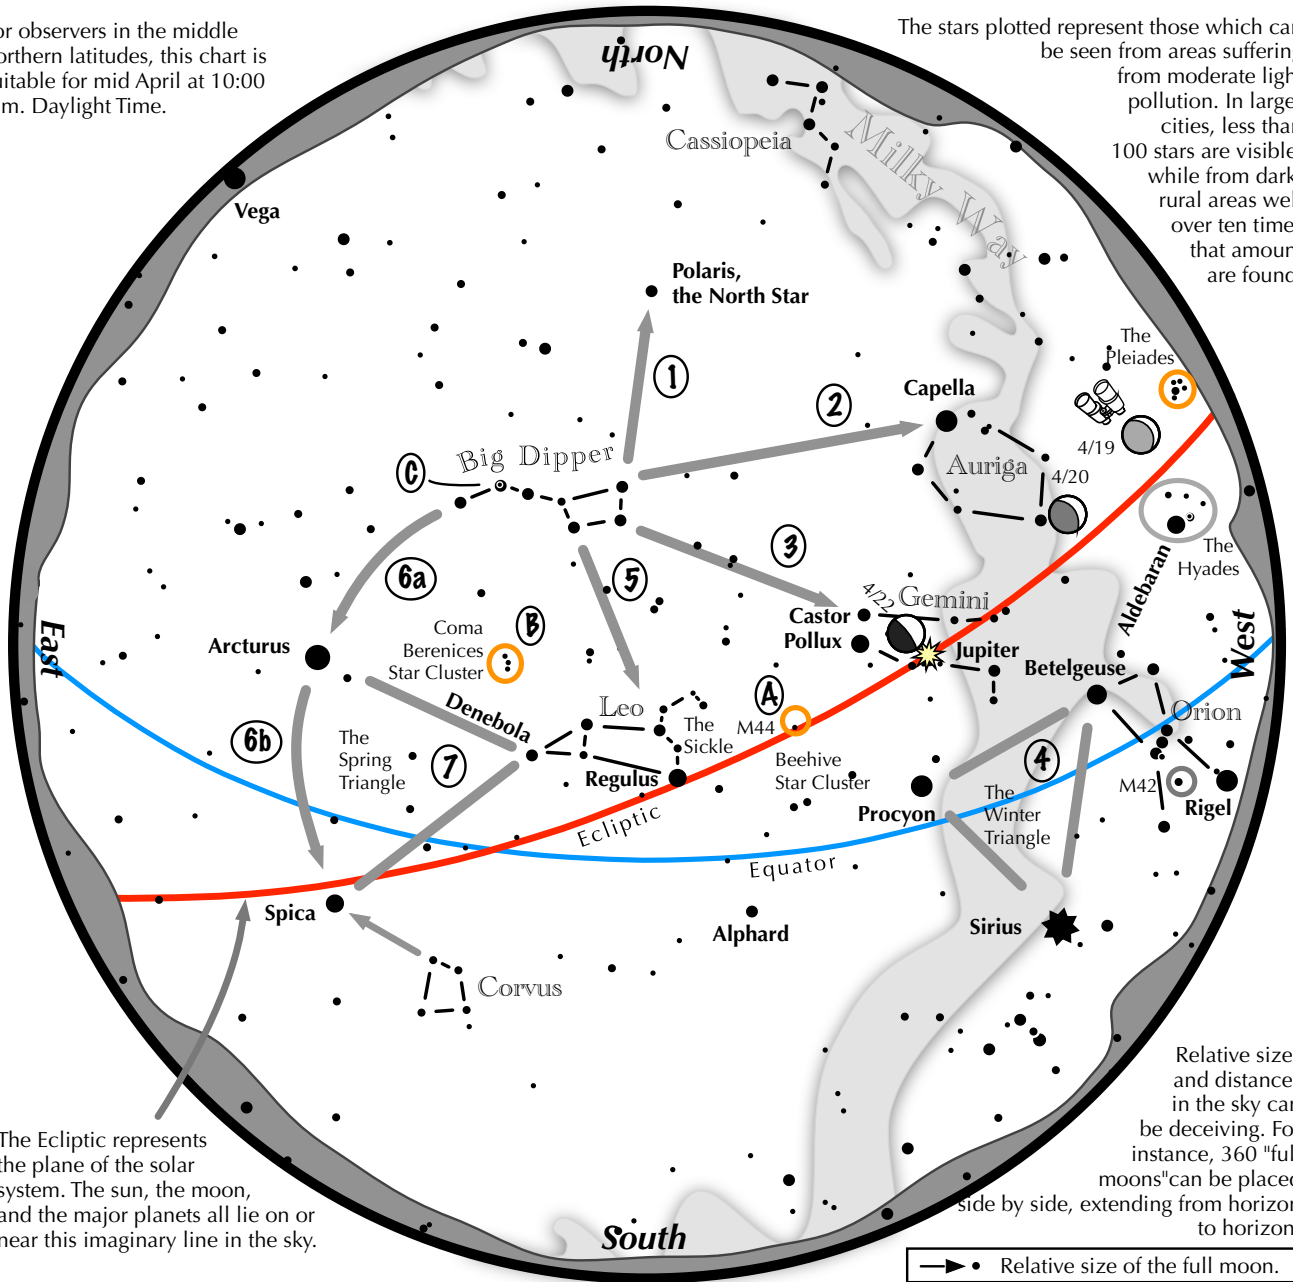 or observers in the middle
orthern latitudes, this chart is
uitable for mid April at 10:00
.m. Daylight Time.
The stars plotted represent those which can
be seen from areas suffering
from moderate ligh
pollution. In large
cities, less than
100 stars are visible
while from dark
rural areas wel
over ten time
that amoun
are found
North
Cassiopeia
Milky Way
Vega
Polaris,
the North Star
The
Pleiades
1
2
Capella
4/19
Big Dipper
C
Auriga
4/20
3
The
Hyades
Aldebaran
5
6a
4/22
Gemini
Castor
Pollux
B
Coma
Berenices
Star Cluster
East
Arcturus
West
Jupiter
Betelgeuse
Denebola
Leo
A
M44
The
Sickle
Orion
6b
The
Spring
Triangle
7
Regulus
Beehive
Star Cluster
4
M42
Rigel
Procyon
The
Winter
Triangle
Ecliptic
Equator
Spica
Alphard
Sirius
Corvus
The Ecliptic represents
the plane of the solar
system. The sun, the moon,
and the major planets all lie on or
near this imaginary line in the sky.
Relative size
and distance
in the sky can
be deceiving. Fo
instance, 360 "ful
moons"can be placed
side by side, extending from horizon
to horizon
South
Relative size of the full moon.